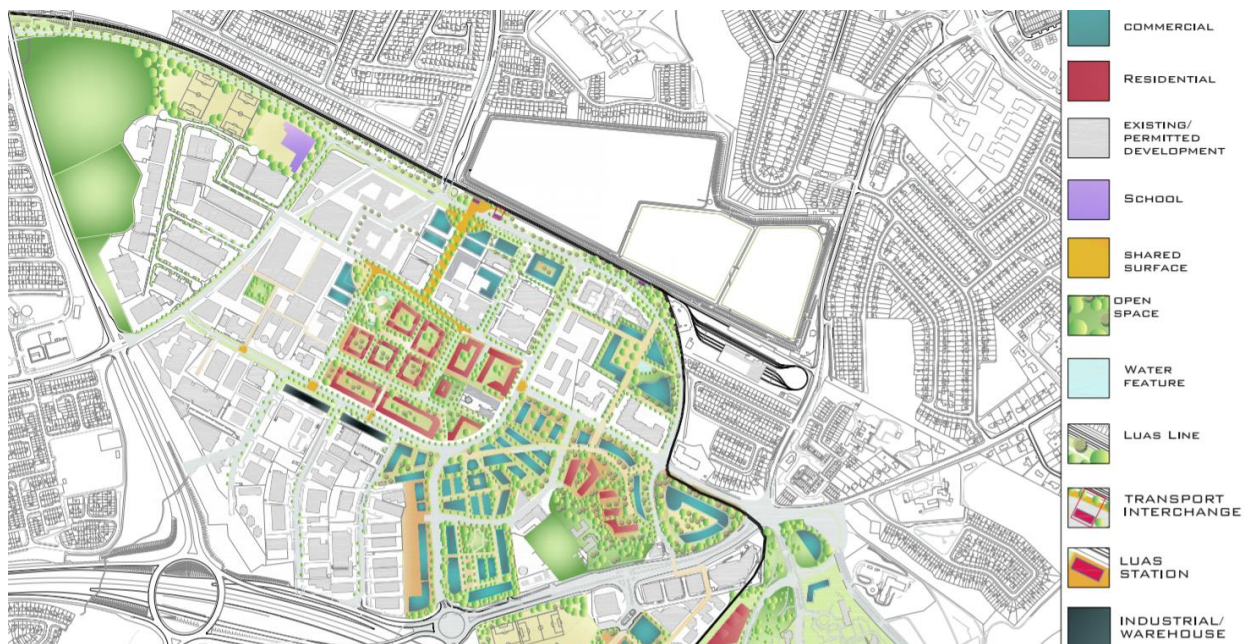 COMMERCIAL
RESIDENTIAL
EXISTING/
PERMITTED
DEVELOPMENT
SCHOOL
SHARED
SURFACE
OPEN
SPACE
WATER
FEATURE
LUAS LINE
TRANSPORT
INTERCHANGE
LUAS
STATION
INDUSTRIAL/
WAREHOUSE